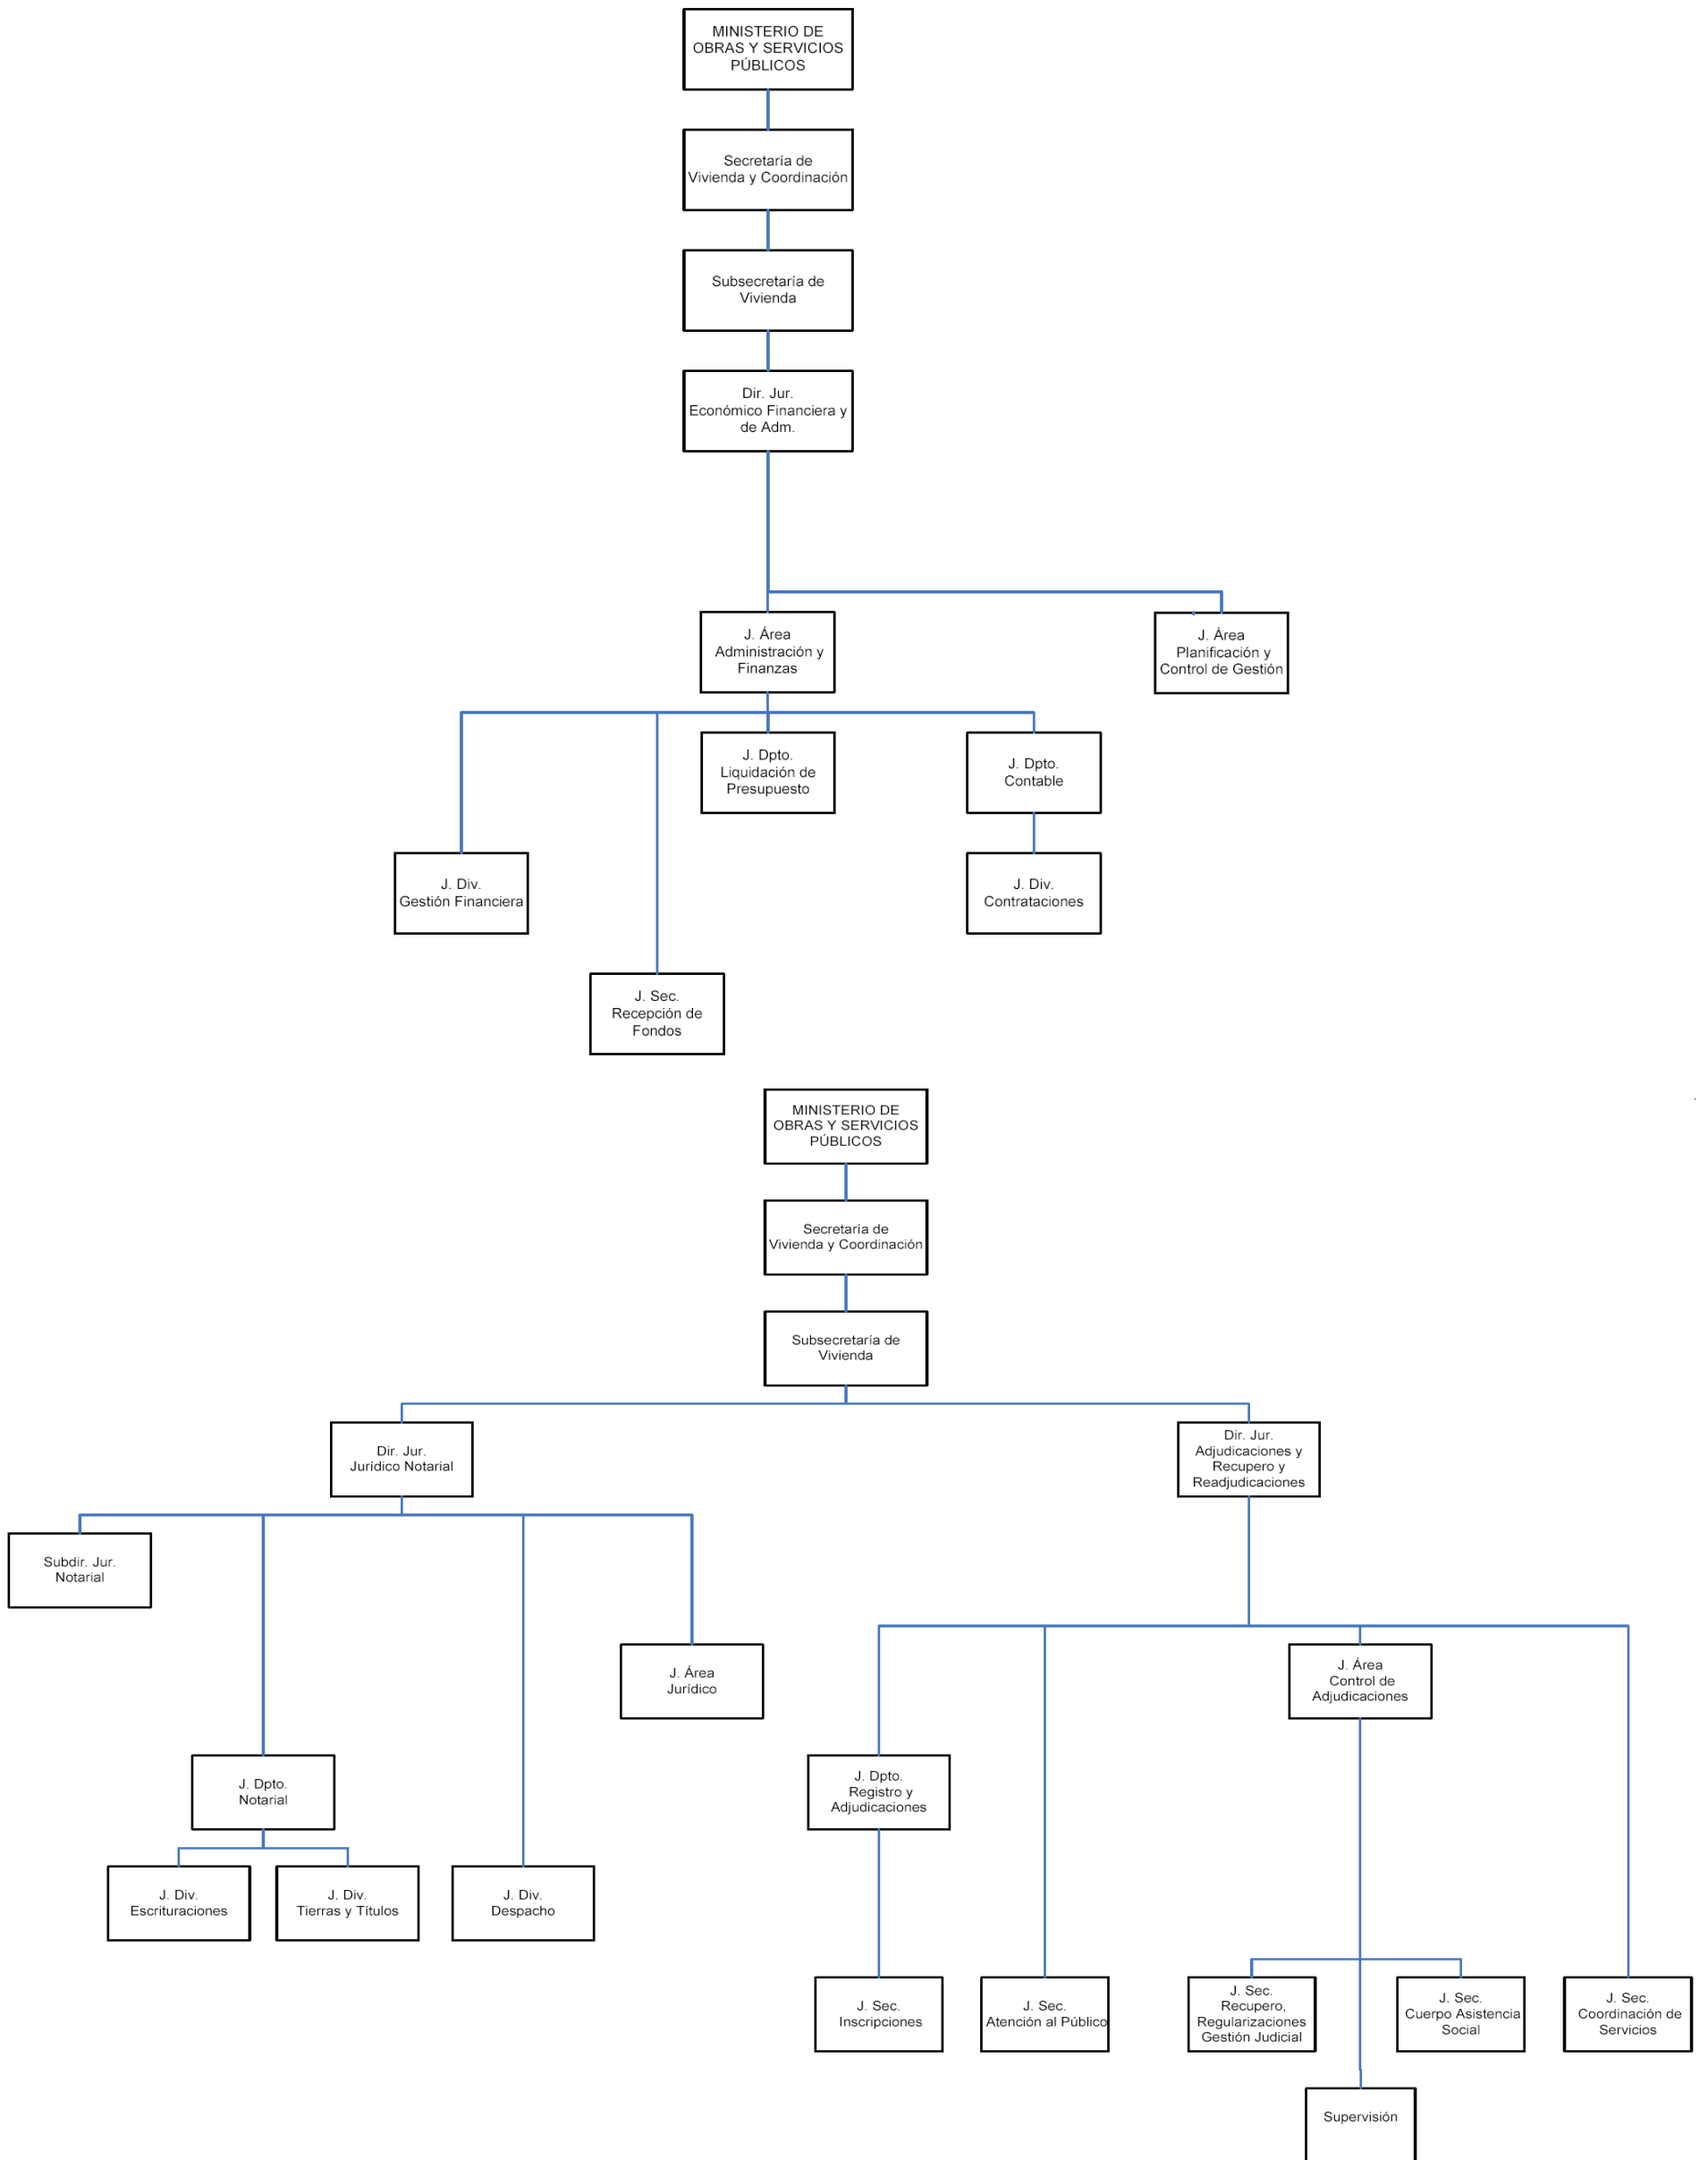 MINISTERIO DE
OBRAS Y SERVICIOS
PÚBLICOS
Secretaría de
Vivienda y Coordinación
Subsecretaría de
Vivienda
Dir. Jur.
Económico Financiera y
de Adm.
J. Área
Administración y
Finanzas
J. Área
Planificación y
Control de Gestión
J. Dpto.
Liquidación de
Presupuesto
J. Dpto.
Contable
J. Div.
Gestión Financiera
J. Div.
Contrataciones
J. Sec.
Recepción de
Fondos
MINISTERIO DE
OBRAS Y SERVICIOS
PÚBLICOS
Secretaría de
Vivienda y Coordinación
Subsecretaría de
Vivienda
Dir. Jur.
Jurídico Notarial
Dir. Jur.
Adjudicaciones y
Recupero y
Readjudicaciones
Subdir. Jur.
Notarial
J. Área
Jurídico
J. Área
Control de
Adjudicaciones
J. Dpto.
Notarial
J. Dpto.
Registro y
Adjudicaciones
J. Div.
Escrituraciones
J. Div.
Tierras y Títulos
J. Div.
Despacho
J. Sec.
Inscripciones
J. Sec.
Atención al Público
J. Sec.
Recupero,
Regularizaciones
Gestión Judicial
J. Sec.
Cuerpo Asistencia
Social
J. Sec.
Coordinación de
Servicios
Supervisión